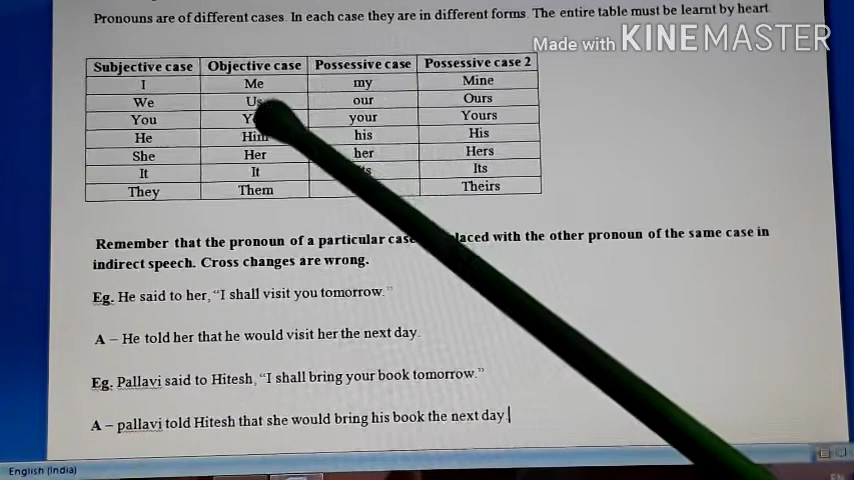 Pronouns are of different cases. In each case they are in different forms. The entire table must be learnt by heart
Made with KINEMASTER
Subjective case Objective case Possessive case Possessive case 2
I Me my Mine
We Us our Ours
You your Yours
He Him his His
She Her her Hers
It It Its
They Them Theirs
Remember that the pronoun of a particular case with the other pronoun of the same case in
indirect speech. Cross changes are wrong.
Eg. He said to her, “I shall visit you tomorrow.”
A – He told her that he would visit her the next day.
Eg. Pallavi said to Hitesh, “I shall bring your book tomorrow.”
A – pallavi told Hitesh that she would bring his book the next day
English (India)